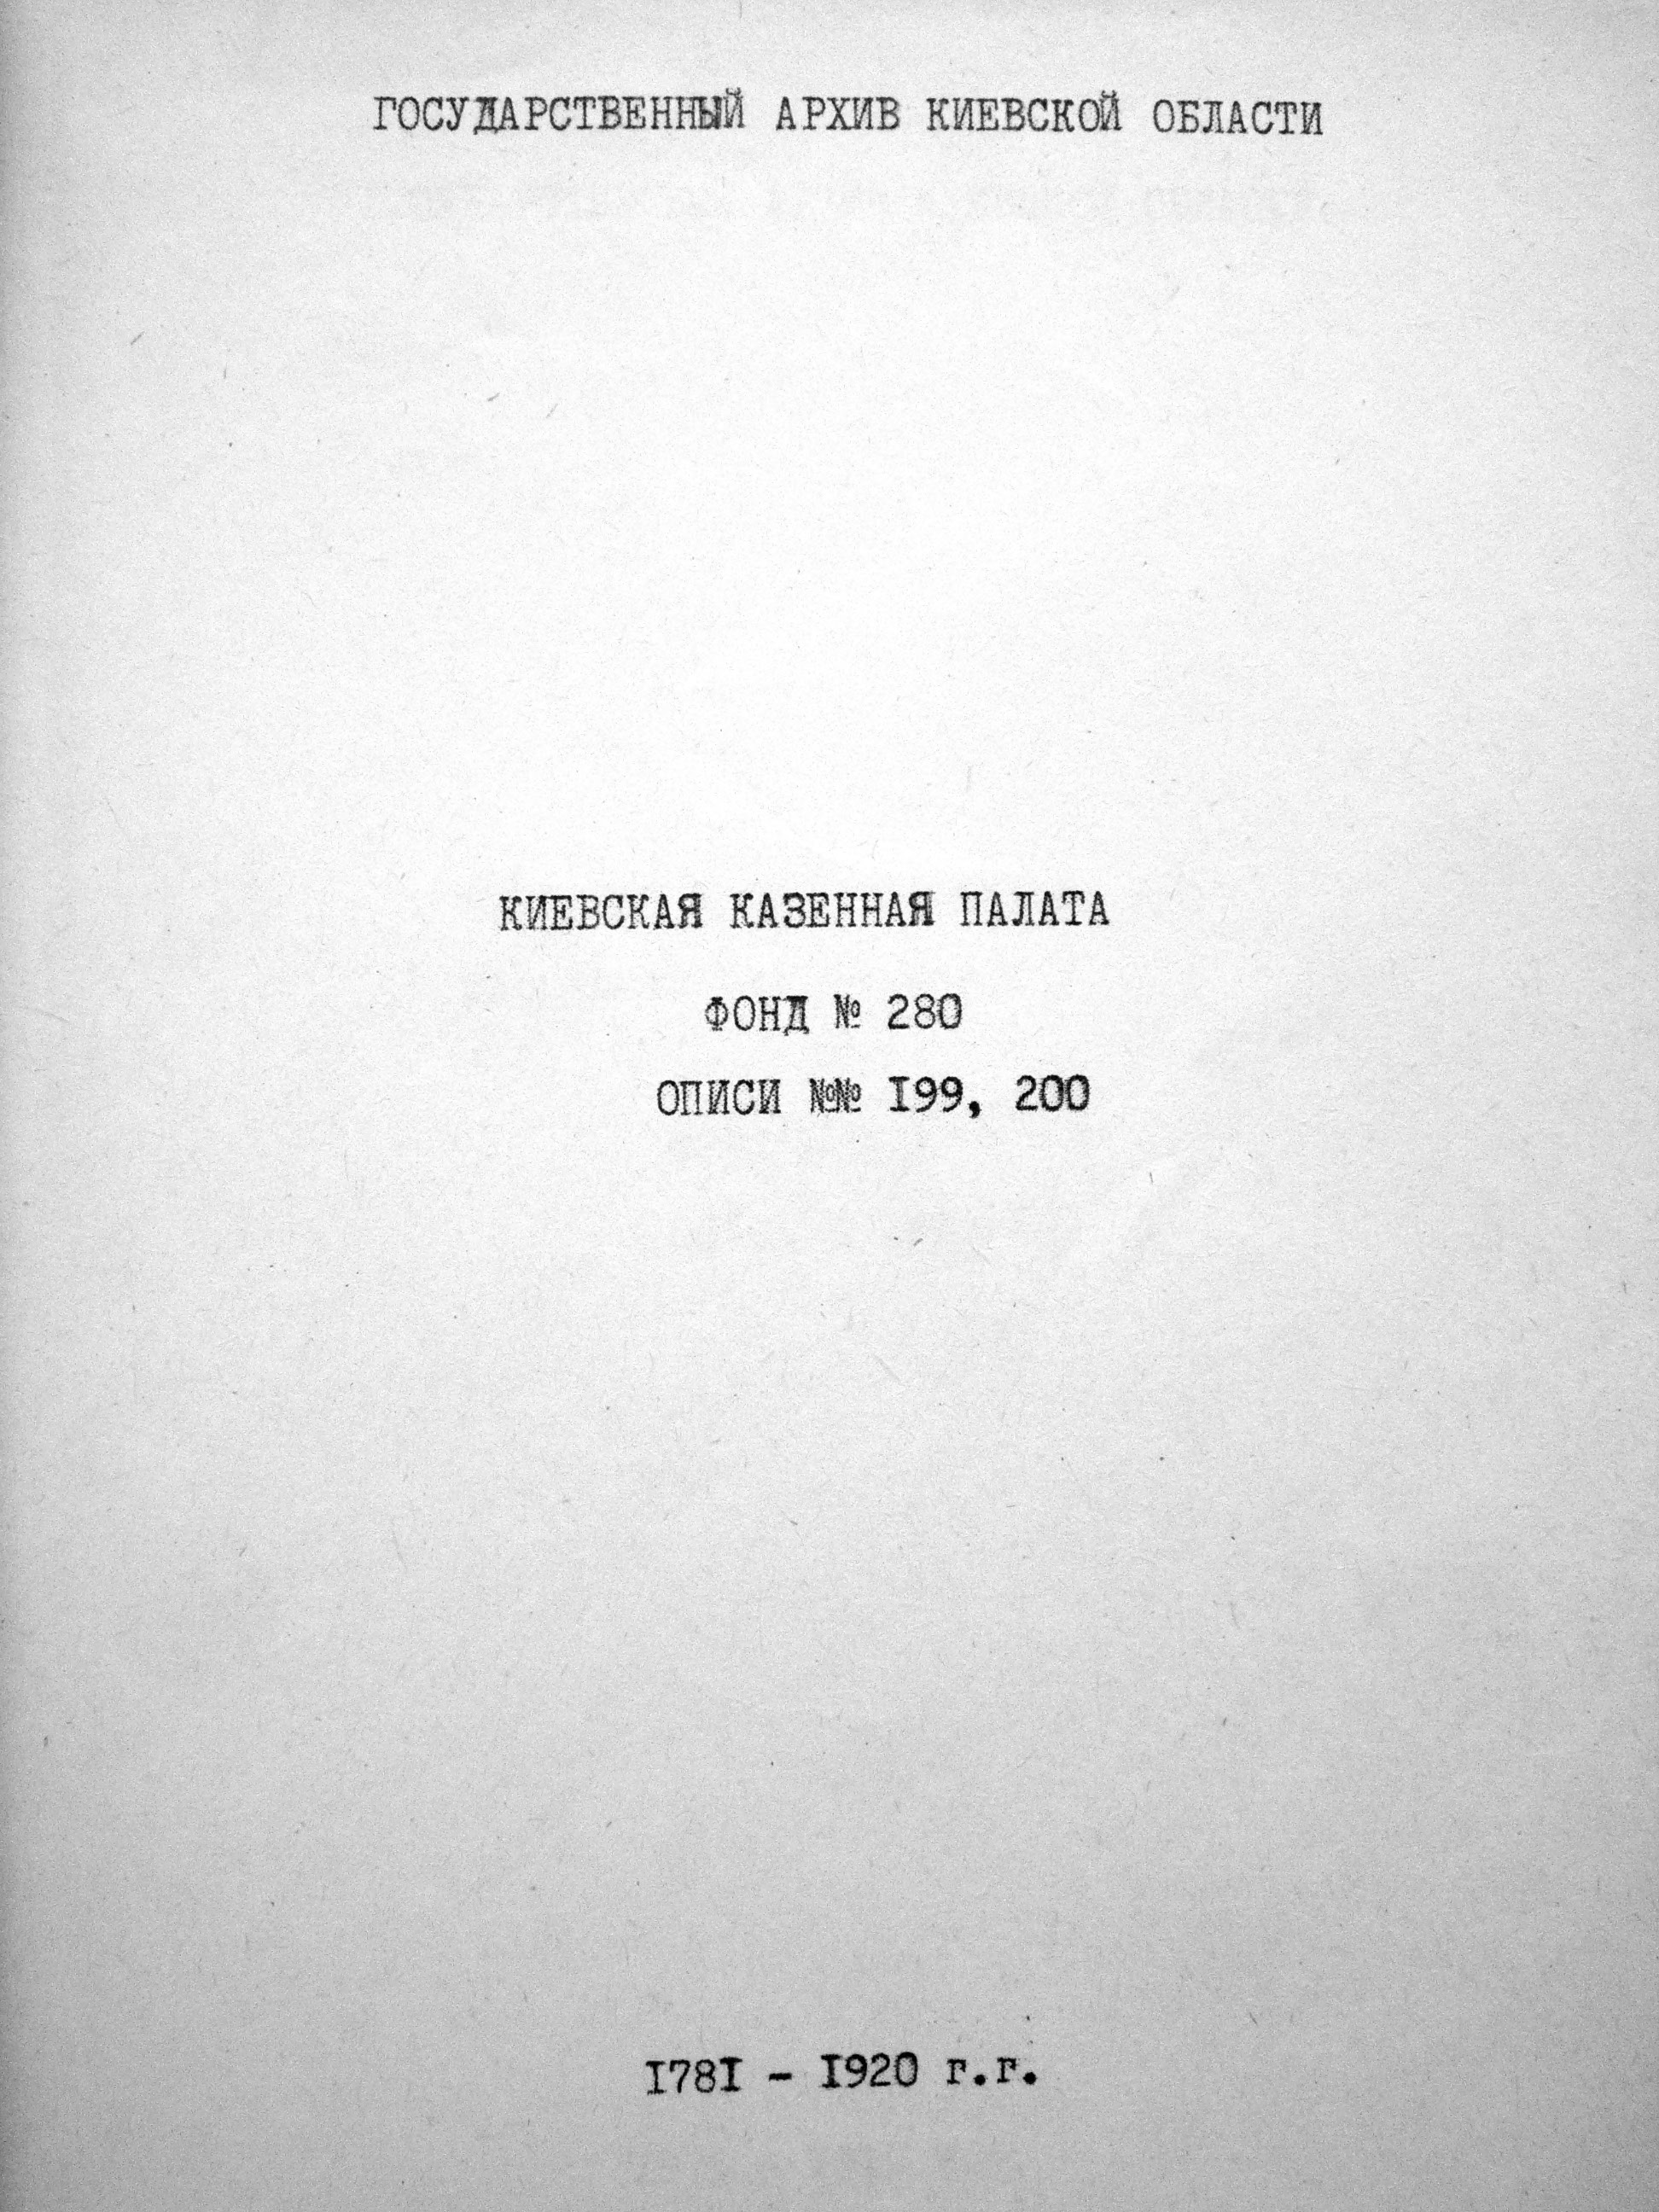 ГОСУДАРСТВЕННЫЙ АРХИВ КИЕВСКОЙ ОБЛАСТИ
КИЕВСКАЯ КАЗЕННАЯ ПАЛАТА
ФОНД № 280
ОПИСИ №№ I99, 200
I78I - I920 г.г.